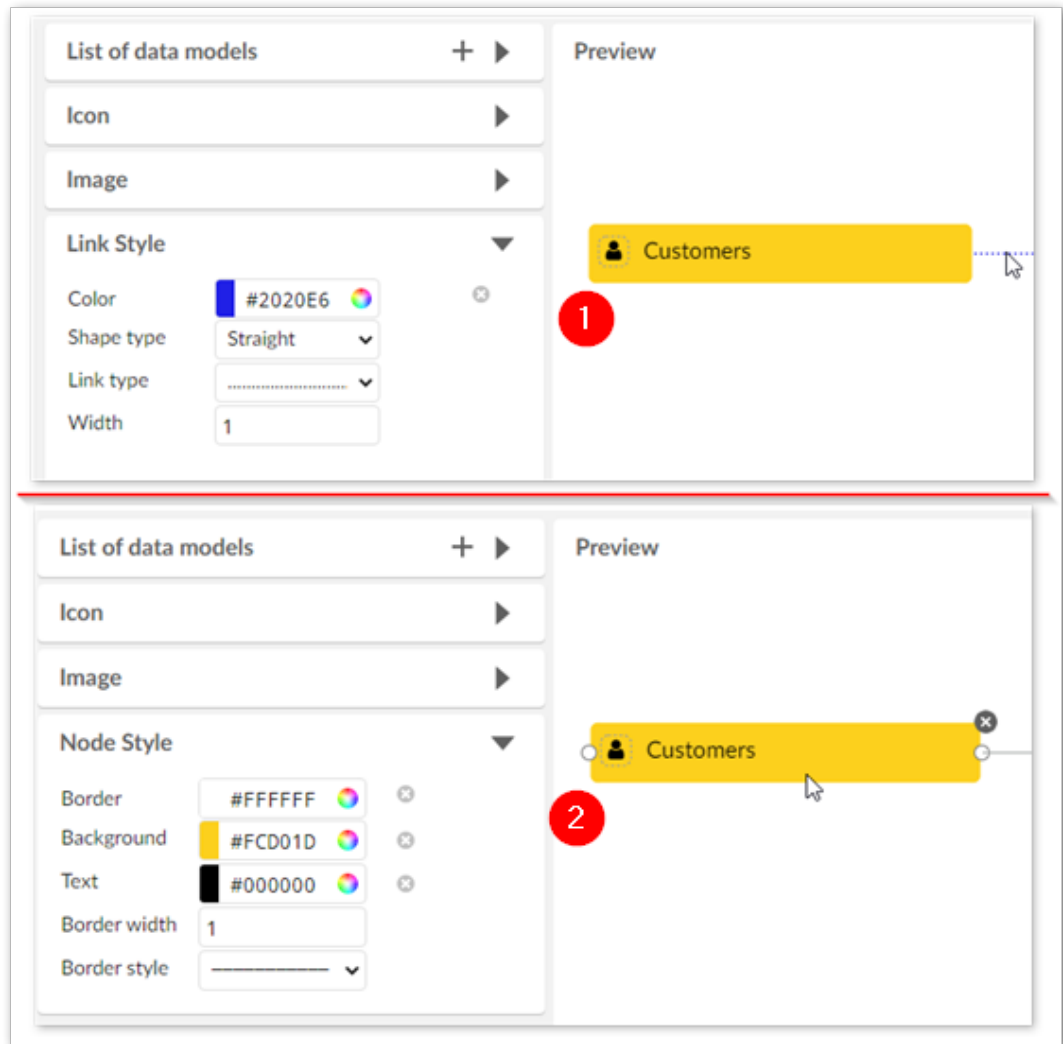 List of data models
Preview
Icon
Image
Link Style
Customers
Color #2020E6
1
Shape type Straight
Link type
Width 1
List of data models
Preview
Icon
Image
Node Style
Customers
Border #FFFFFF
2
Background #FCD01D
Text #000000
Border width 1
Border style